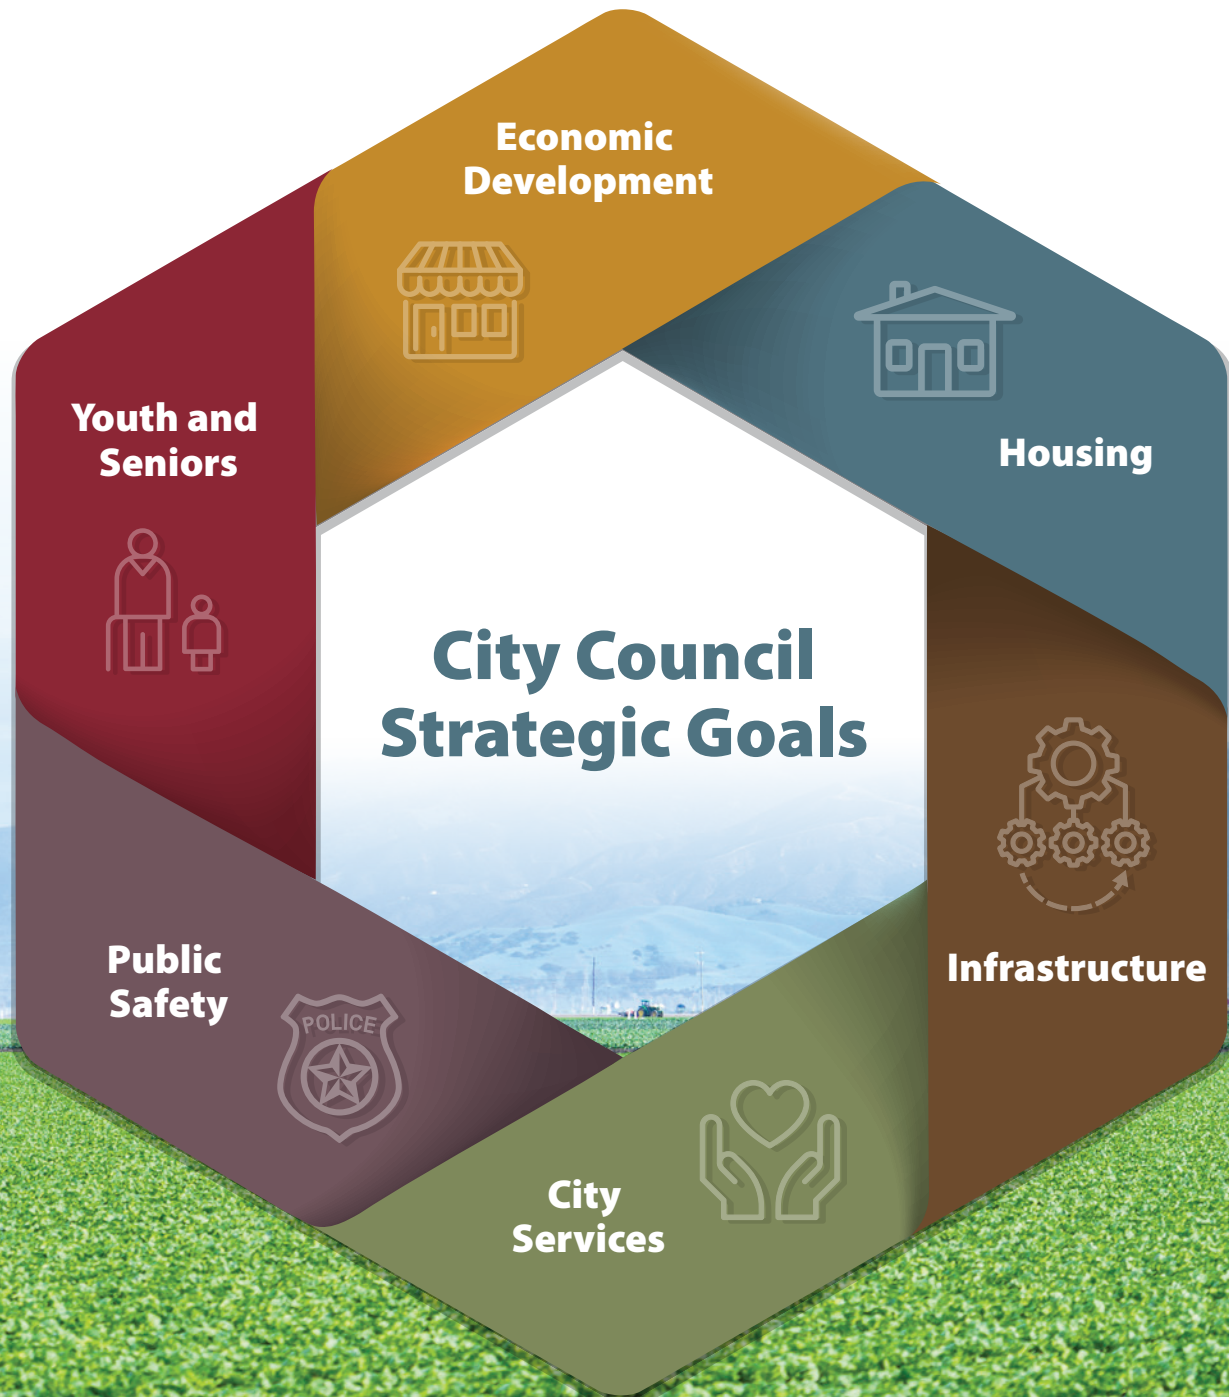 Economic
Development
Housing
Youth and
Seniors
City Council
Strategic Goals
Infrastructure
Public
Safety
POLICE
City
Services